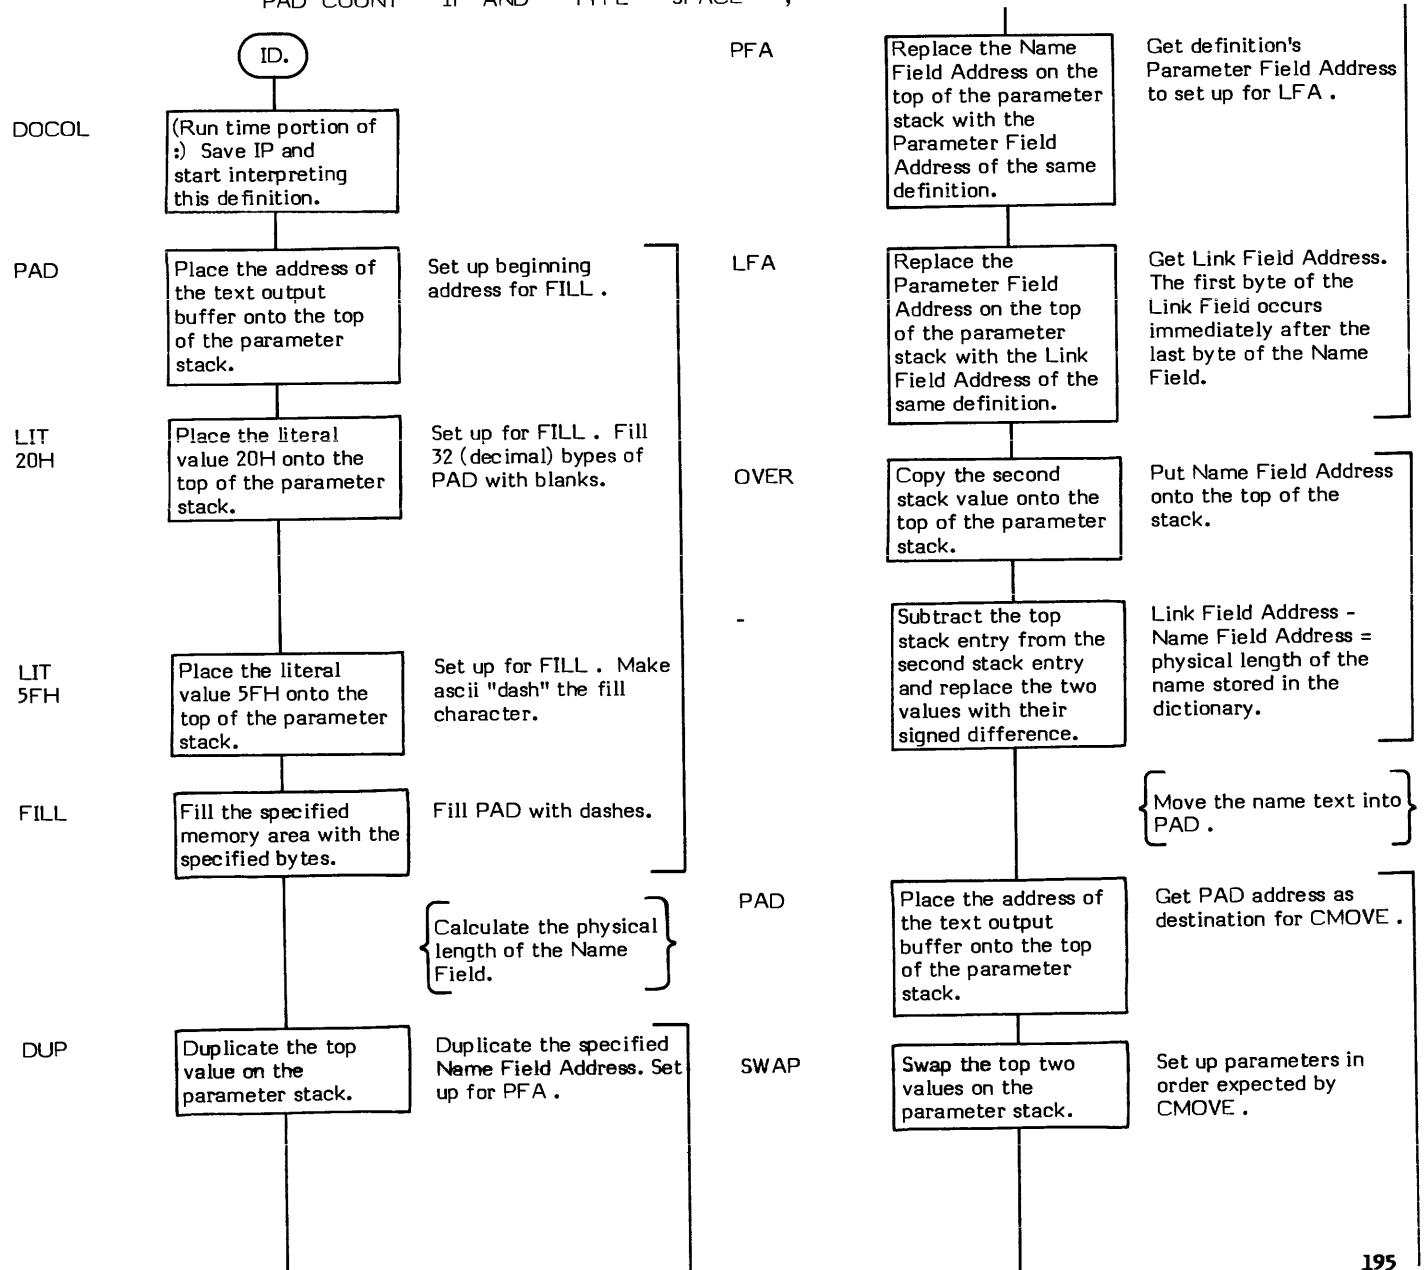 PAD COUNT 1F AND TYPE SPACE ;
ID.
DOCOL
(Run time portion of
:) Save IP and
start interpreting
this definition.
PAD
Place the address of
the text output
buffer onto the top
of the parameter
stack.
Set up beginning
address for FILL .
LIT
20H
Place the literal
value 20H onto the
top of the parameter
stack.
Set up for FILL . Fill
32 (decimal) bypes of
PAD with blanks.
LIT
5FH
Place the literal
value 5FH onto the
top of the parameter
stack.
Set up for FILL . Make
ascii "dash" the fill
character.
FILL
Fill the specified
memory area with the
specified bytes.
Fill PAD with dashes.
Calculate the physical
length of the Name
Field.
DUP
Duplicate the top
value on the
parameter stack.
Duplicate the specified
Name Field Address. Set
up for PFA .
PFA
Replace the Name
Field Address on the
top of the parameter
stack with the
Parameter Field
Address of the same
definition.
Get definition's
Parameter Field Address
to set up for LFA .
LFA
Replace the
Parameter Field
Address on the top
of the parameter
stack with the Link
Field Address of the
same definition.
Get Link Field Address.
The first byte of the
Link Field occurs
immediately after the
last byte of the Name
Field.
OVER
Copy the second
stack value onto the
top of the parameter
stack.
Put Name Field Address
onto the top of the
stack.
-
Subtract the top
stack entry from the
second stack entry
and replace the two
values with their
signed difference.
Link Field Address -
Name Field Address =
physical length of the
name stored in the
dictionary.
Move the name text into
PAD .
PAD
Place the address of
the text output
buffer onto the top
of the parameter
stack.
Get PAD address as
destination for CMOVE .
SWAP
Swap the top two
values on the
parameter stack.
Set up parameters in
order expected by
CMOVE .
195